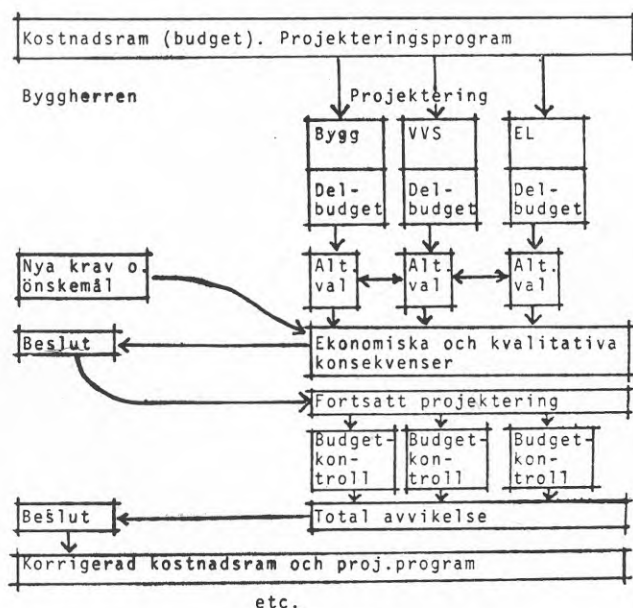 Kostnadsram (budget). Projekteringsprogram
Byggherren Projektering
Bygg VVS EL
Del- Del- Del-
budget budget budget
Nya krav o. Alt. Alt. Alt.
önskemål val val val
Beslut Ekonomiska och kvalitativa
konsekvenser
Fortsatt projektering
Budget- Budget- Budget-
kon- kon- kon-
troll troll troll
Beslut Total avvikelse
Korrigerad kostnadsram och proj.program
etc.